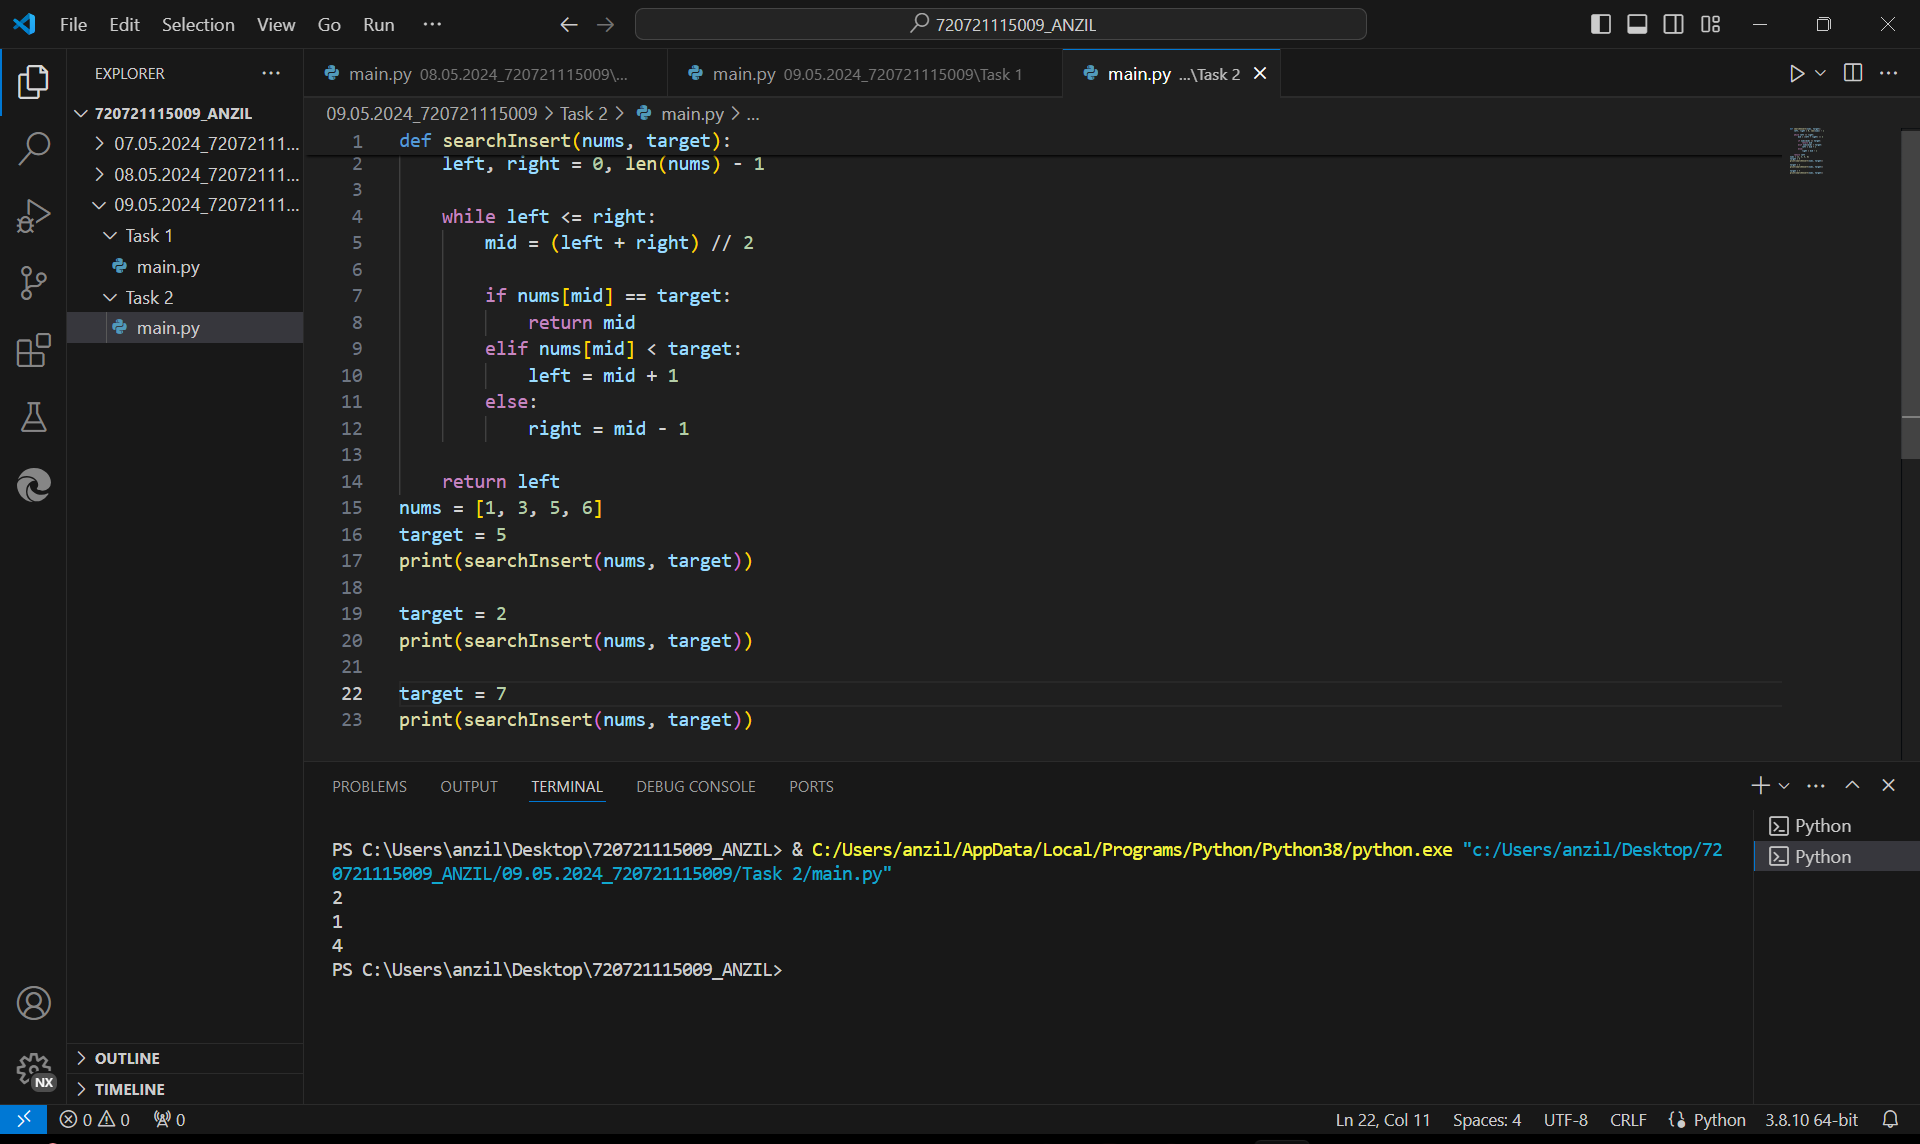 File Edit Selection View Go Run ··· 720721115009_ANZIL
EXPLORER ···
720721115009_ANZIL
07.05.2024_72072111...
08.05.2024_72072111...
09.05.2024_72072111...
Task 1
main.py
Task 2
main.py
OUTLINE
TIMELINE
NX
main.py 08.05.2024_720721115009\... main.py 09.05.2024_720721115009\Task 1 main.py ...\Task 2
09.05.2024_720721115009 > Task 2 > main.py > ...
1 def searchInsert(nums, target):
2 left, right = 0, len(nums) - 1
3
4 while left <= right:
5 mid = (left + right) // 2
6
7 if nums[mid] == target:
8 return mid
9 elif nums[mid] < target:
10 left = mid + 1
11 else:
12 right = mid - 1
13
14 return left
15 nums = [1, 3, 5, 6]
16 target = 5
17 print(searchInsert(nums, target))
18
19 target = 2
20 print(searchInsert(nums, target))
21
22 target = 7
23 print(searchInsert(nums, target))
PROBLEMS OUTPUT TERMINAL DEBUG CONSOLE PORTS
PS C:\Users\anzil\Desktop\720721115009_ANZIL> & C:/Users/anzil/AppData/Local/Programs/Python/Python38/python.exe "c:/Users/anzil/Desktop/72
0721115009_ANZIL/09.05.2024_720721115009/Task 2/main.py"
2
1
4
PS C:\Users\anzil\Desktop\720721115009_ANZIL>
Python
Python
0 0 0 Ln 22, Col 11 Spaces: 4 UTF-8 CRLF Python 3.8.10 64-bit